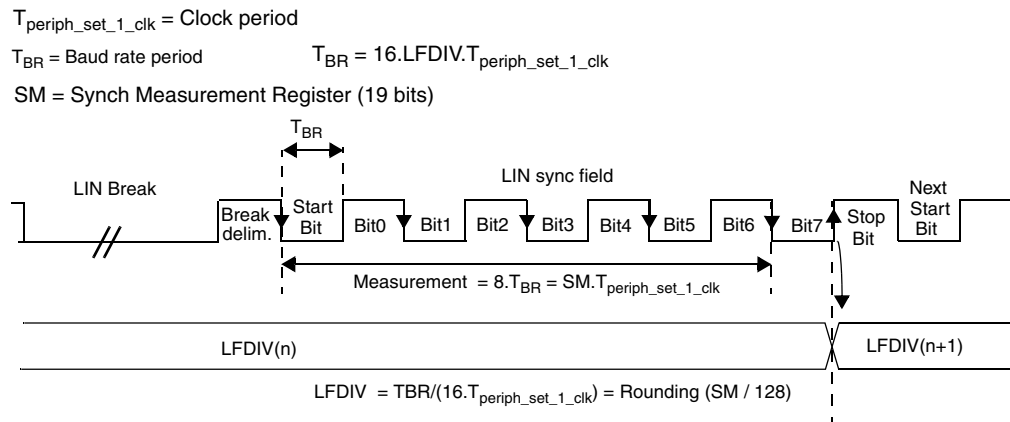 T_periph_set_1_clk = Clock period
T_BR = Baud rate period T_BR = 16.LFDIV.T_periph_set_1_clk
SM = Synch Measurement Register (19 bits)
T_BR
LIN Break
LIN sync field
Next
Start
Bit
Break
delim.
Start
Bit
Bit0
Bit1
Bit2
Bit3
Bit4
Bit5
Bit6
Bit7
Stop
Bit
Measurement = 8.T_BR = SM.T_periph_set_1_clk
LFDIV(n)
LFDIV(n+1)
LFDIV = TBR/(16.T_periph_set_1_clk) = Rounding (SM / 128)